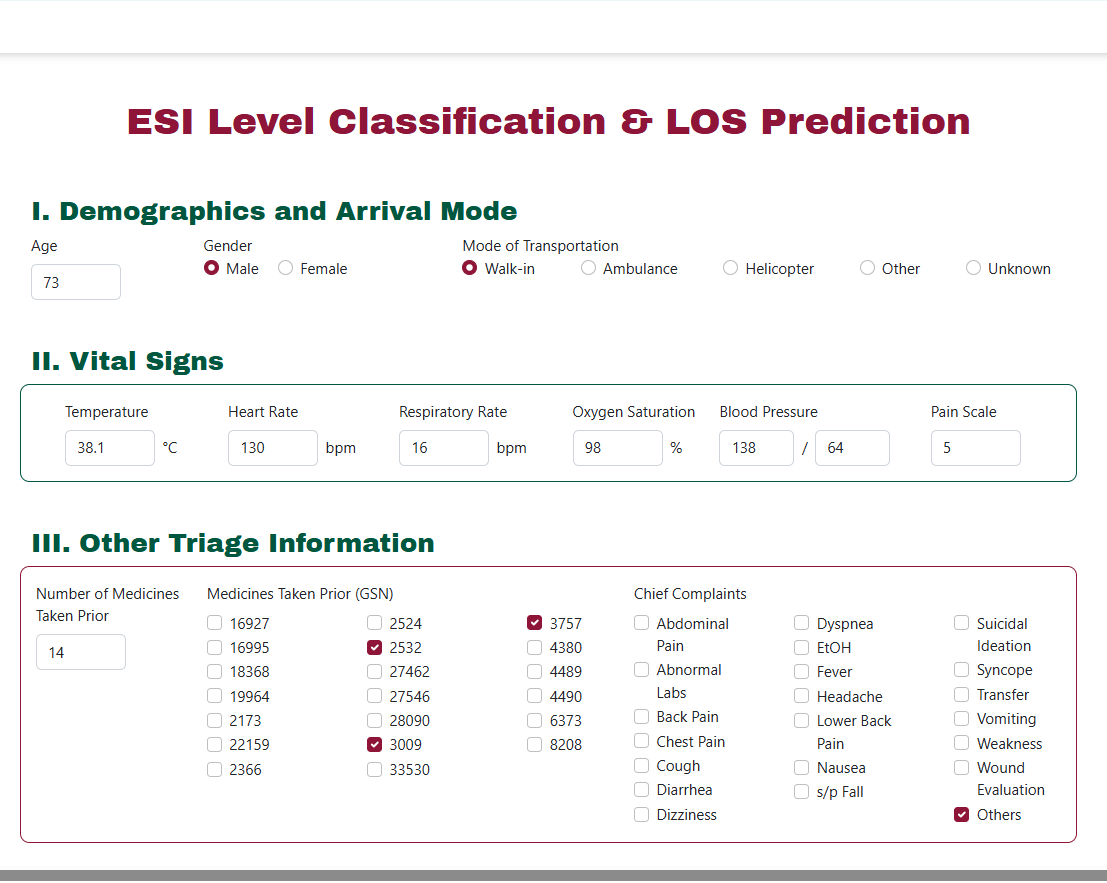 ESI Level Classification & LOS Prediction
I. Demographics and Arrival Mode
Age
73
Gender
Male Female
Mode of Transportation
Walk-in Ambulance Helicopter Other Unknown
II. Vital Signs
Temperature
38.1 °C
Heart Rate
130 bpm
Respiratory Rate
16 bpm
Oxygen Saturation
98 %
Blood Pressure
138 / 64
Pain Scale
5
III. Other Triage Information
Number of Medicines
Taken Prior
14
Medicines Taken Prior (GSN)
16927
16995
18368
19964
2173
22159
2366
2524
2532
27462
27546
28090
3009
33530
3757
4380
4489
4490
6373
8208
Chief Complaints
Abdominal
Pain
Abnormal
Labs
Back Pain
Chest Pain
Cough
Diarrhea
Dizziness
Dyspnea
EtOH
Fever
Headache
Lower Back
Pain
Nausea
s/p Fall
Suicidal
Ideation
Syncope
Transfer
Vomiting
Weakness
Wound
Evaluation
Others